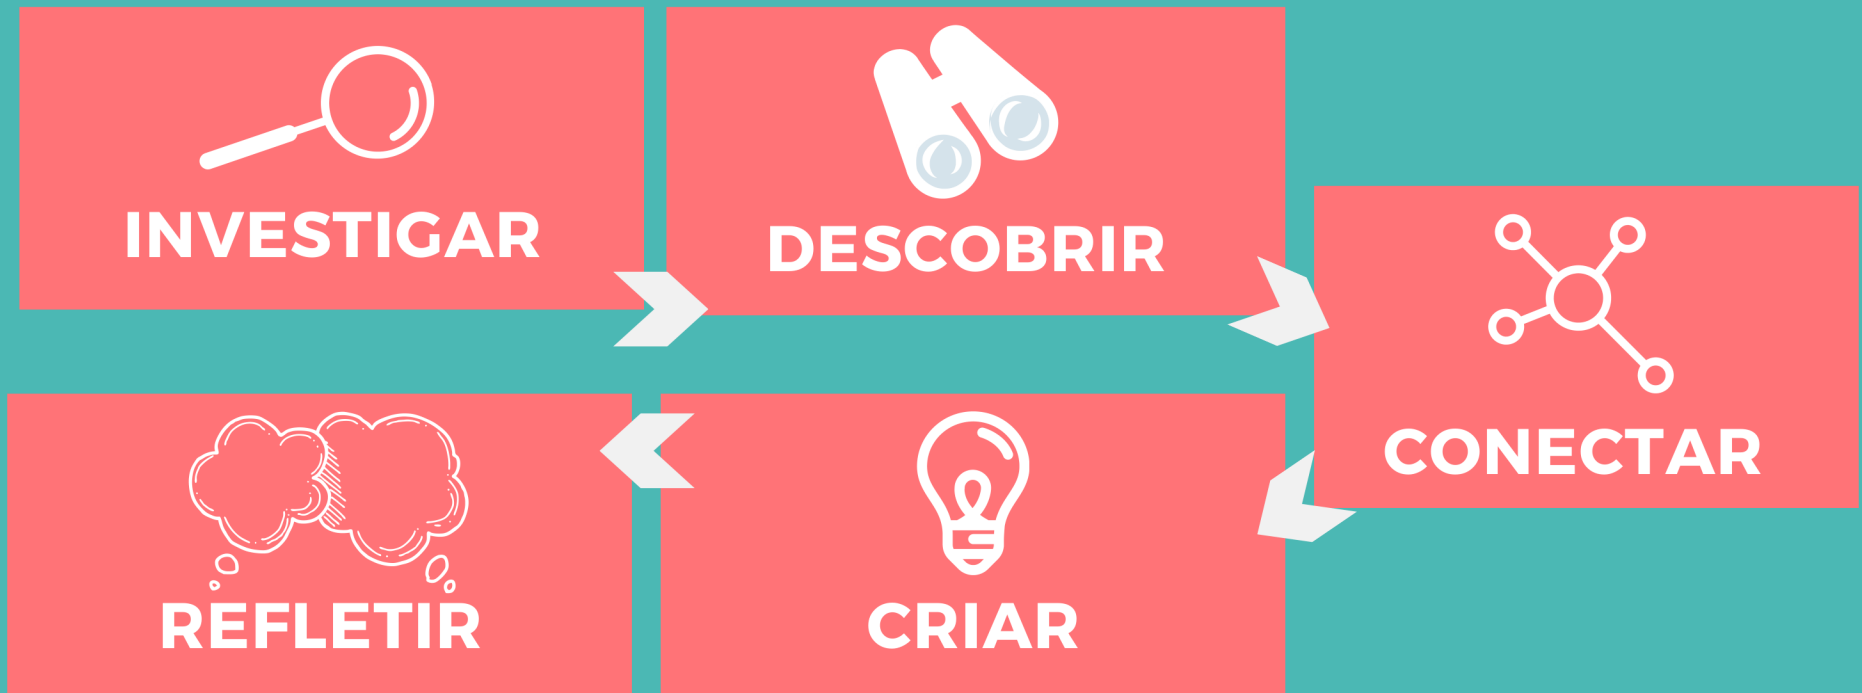 INVESTIGAR
DESCOBRIR
CONECTAR
CRIAR
REFLETIR